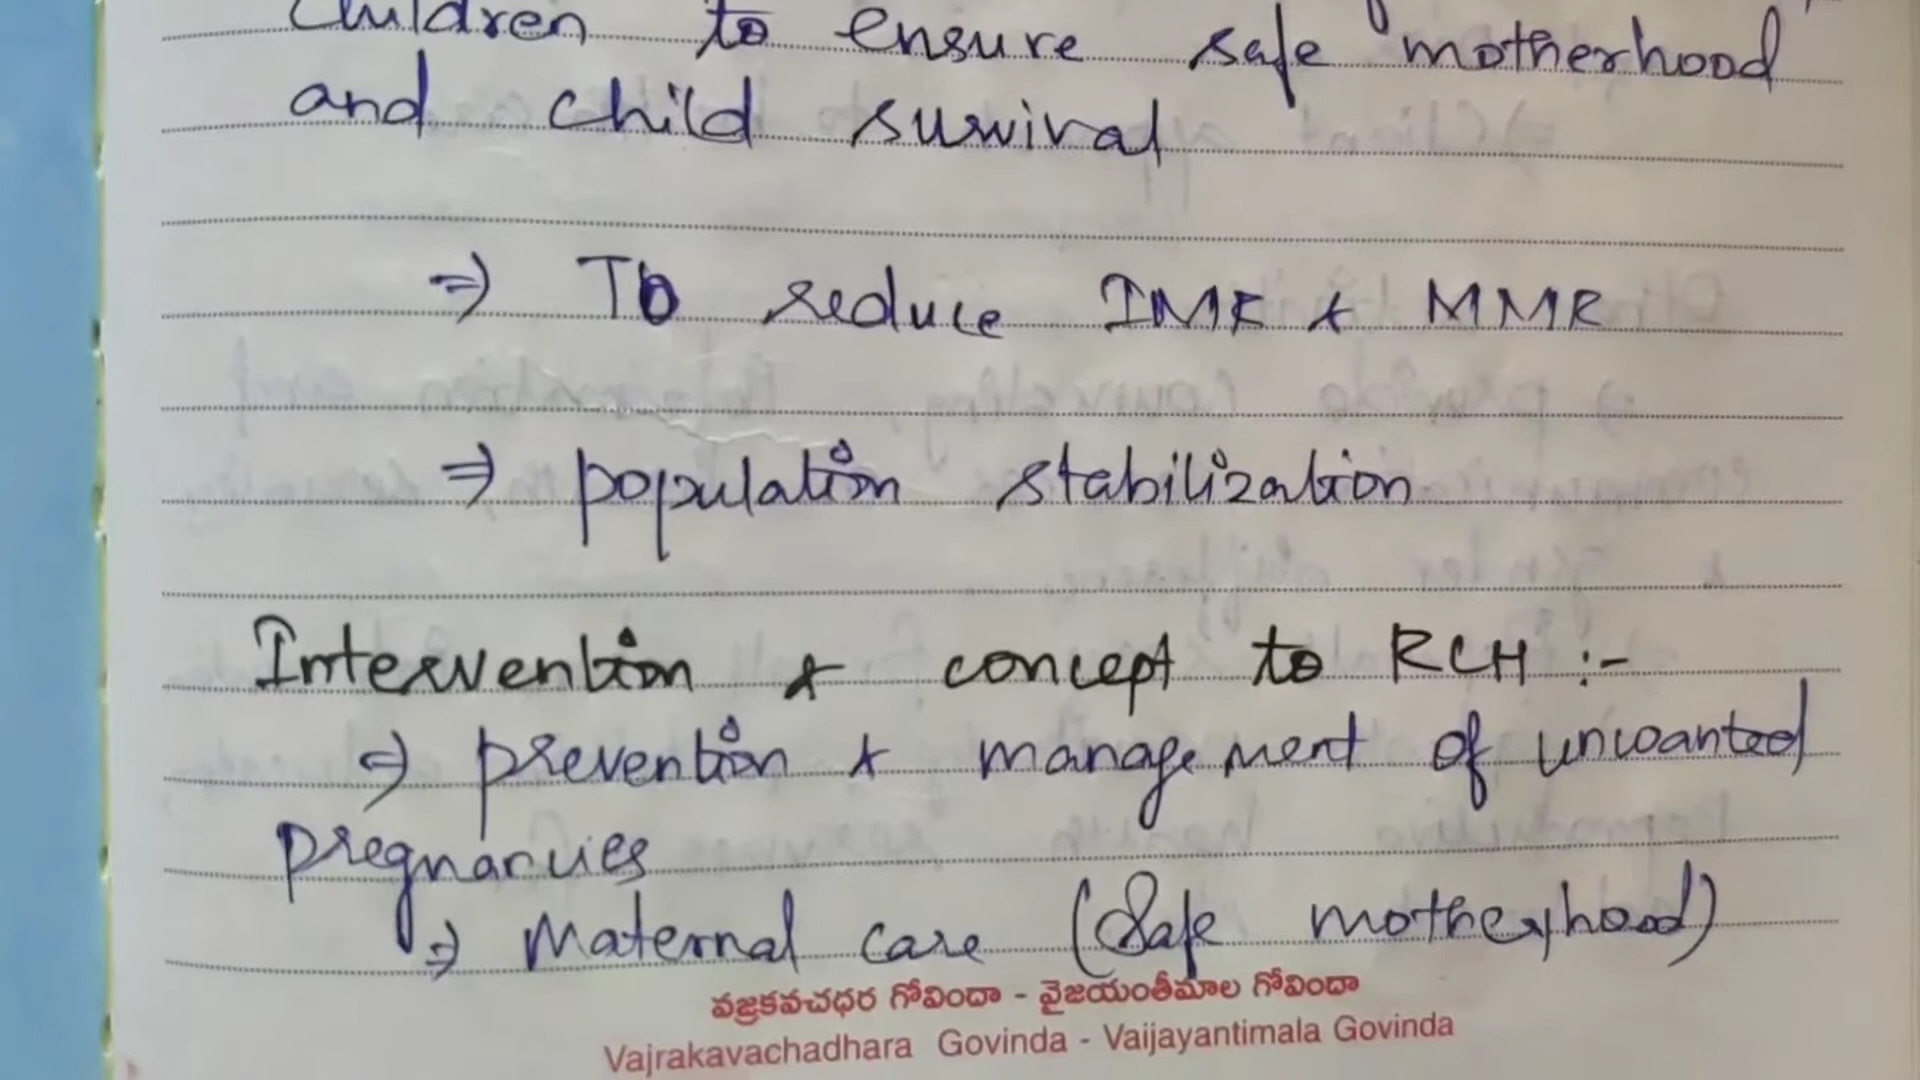 children to ensure safe motherhood
and child survival
⇒ To reduce IMR & MMR
⇒ population stabilization
Intervention & concept to RCH :-
⇒ prevention & management of unwanted
pregnancies
⇒ Maternal care (Safe motherhood)
వజ్రకవచధర గోవిందా - వైజయంతీమాల గోవిందా
Vajrakavachadhara Govinda - Vaijayantimala Govinda